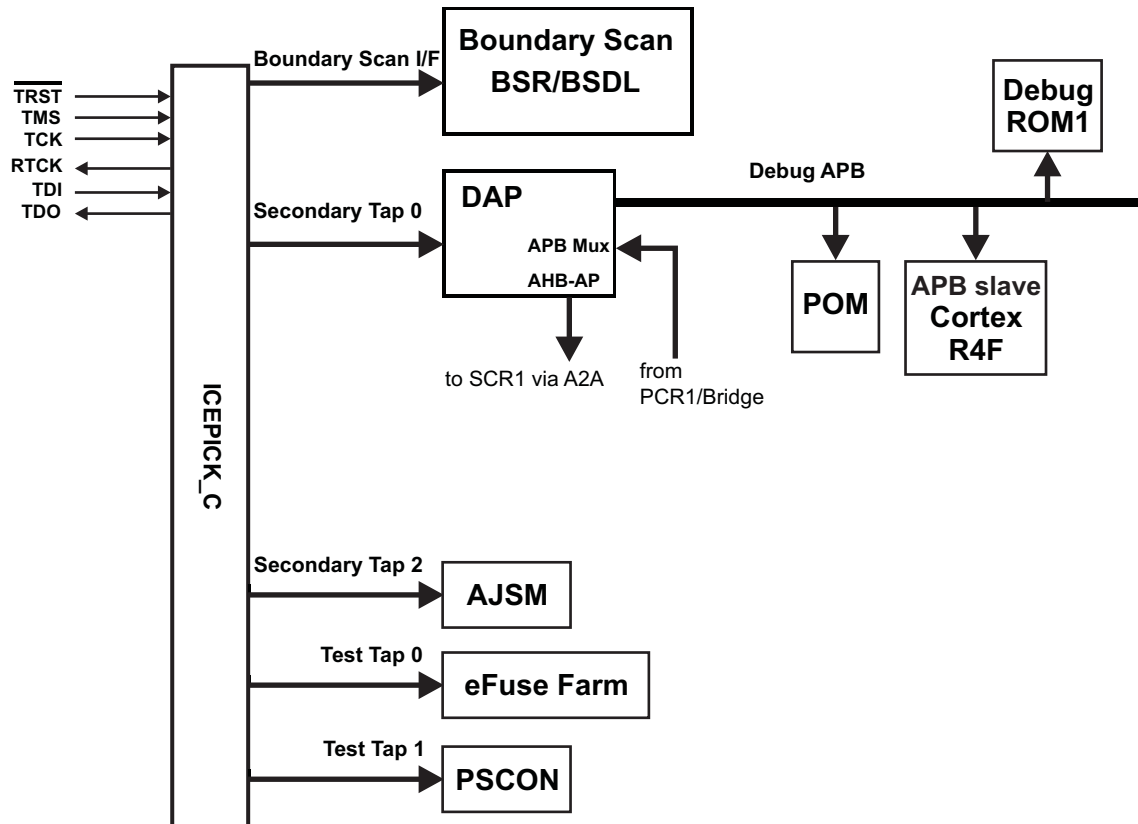 Boundary Scan I/F
Boundary Scan
BSR/BSDL
TRST
TMS
TCK
RTCK
TDI
TDO
ICEPICK_C
Debug
ROM1
Debug APB
Secondary Tap 0
DAP
APB Mux
AHB-AP
to SCR1 via A2A
from
PCR1/Bridge
POM
APB slave
Cortex
R4F
Secondary Tap 2
AJSM
Test Tap 0
eFuse Farm
Test Tap 1
PSCON